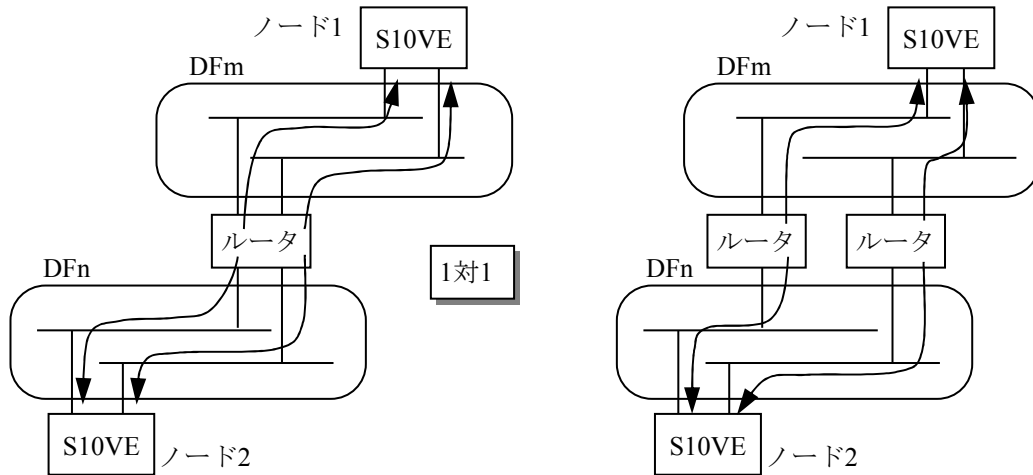 ノード1
S10VE
DFm
ルータ
DFn
S10VE
ノード2
1対1
ノード1
S10VE
DFm
ルータ
ルータ
DFn
S10VE
ノード2